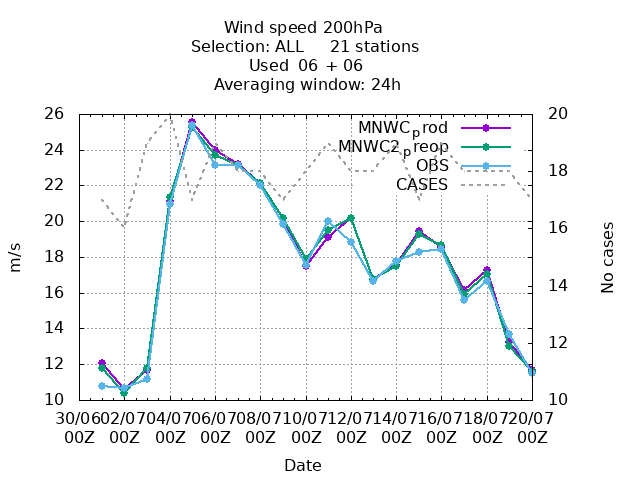 Wind speed 200hPa
Selection: ALL 21 stations
Used 06 + 06
Averaging window: 24h
26
24
22
20
18
16
14
12
10
m/s
20
18
16
14
12
10
No cases
MNWCprod
MNWC2preop
OBS
CASES
30/06 02/07 04/07 06/07 08/07 10/07 12/07 14/07 16/07 18/07 20/07
00Z 00Z 00Z 00Z 00Z 00Z 00Z 00Z 00Z 00Z 00Z
Date